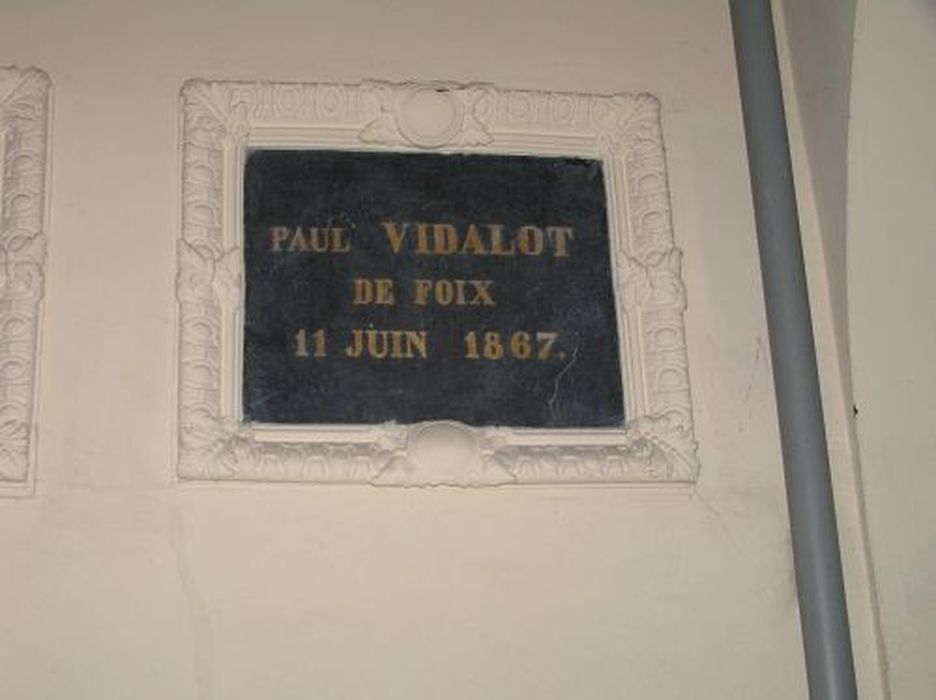 PAUL VIDALOT
DE FOIX
11 JUIN 1867.